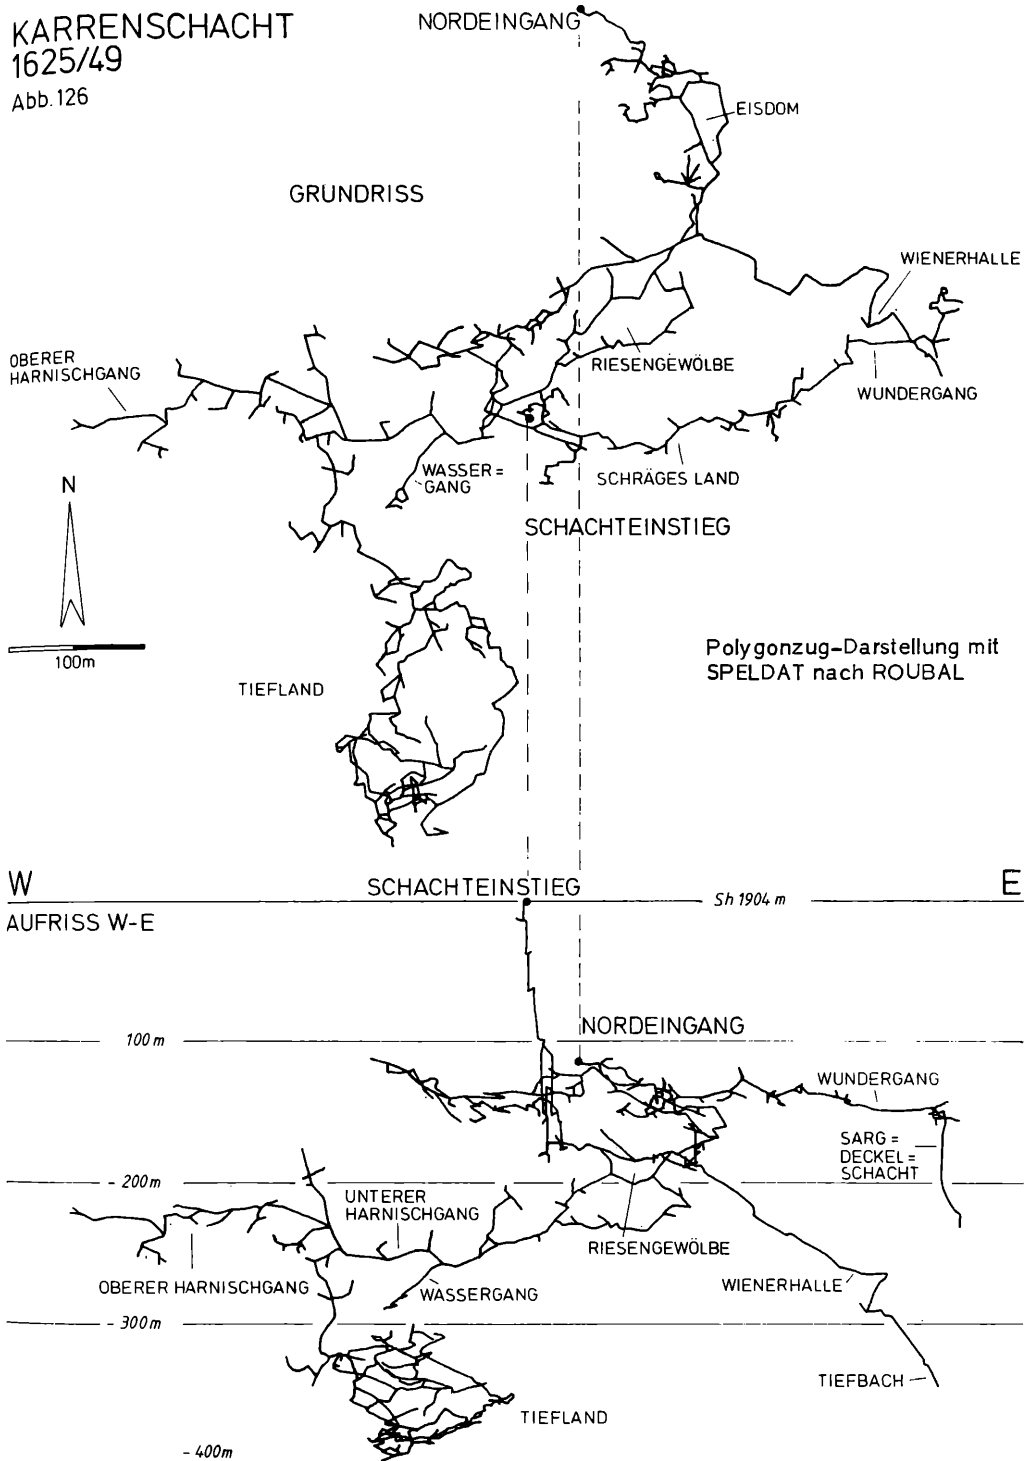 KARRENSCHACHT
1625/49
Abb.126
NORDEINGANG
EISDOM
GRUNDRISS
WIENERHALLE
OBERER
HARNISCHGANG
RIESENGEWÖLBE
WUNDERGANG
WASSER=
GANG
SCHRÄGES LAND
N
SCHACHTEINSTIEG
100m
Polygonzug-Darstellung mit
SPELDAT nach ROUBAL
TIEFLAND
W
SCHACHTEINSTIEG
E
Sh 1904 m
AUFRISS W-E
NORDEINGANG
100m
WUNDERGANG
SARG=
DECKEL=
SCHACHT
- 200m
UNTERER
HARNISCHGANG
RIESENGEWÖLBE
OBERER HARNISCHGANG
WASSERGANG
WIENERHALLE
- 300m
TIEFBACH
TIEFLAND
- 400m